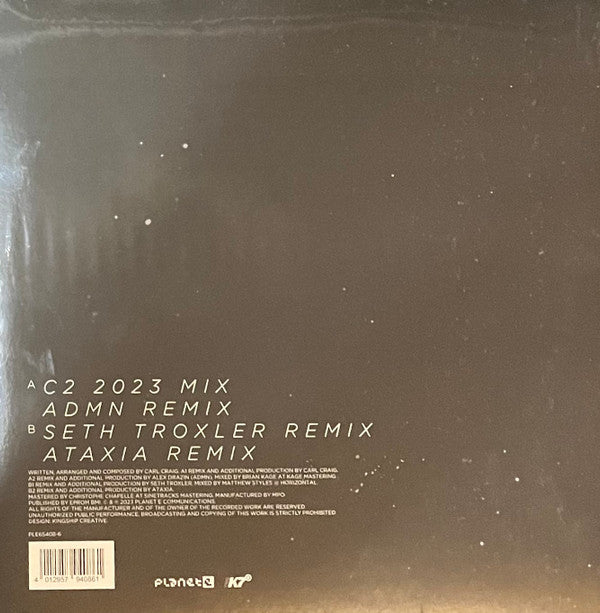 A C2 2023 MIX
ADMN REMIX
B SETH TROXLER REMIX
ATAXIA REMIX
WRITTEN, ARRANGED AND COMPOSED BY CARL CRAIG. A1 REMIX AND ADDITIONAL PRODUCTION BY CARL CRAIG.
A2 REMIX AND ADDITIONAL PRODUCTION BY ALEX DRAZIN (ADMN). MIXED BY BRIAN KAGE AT KAGE MASTERING.
B1 REMIX AND ADDITIONAL PRODUCTION BY SETH TROXLER. MIXED BY MATTHEW STYLES @ HORIZONTAL.
B2 REMIX AND ADDITIONAL PRODUCTION BY ATAXIA.
MASTERED BY CHRISTOPHE CHAPELLE AT SINETRACKS MASTERING. MANUFACTURED BY MPO.
PUBLISHED BY EPROM BMI. © & ℗ 2023 PLANET E COMMUNICATIONS.
ALL RIGHTS OF THE MANUFACTURER AND OF THE OWNER OF THE RECORDED WORK ARE RESERVED.
UNAUTHORIZED PUBLIC PERFORMANCE, BROADCASTING AND COPYING OF THIS WORK IS STRICTLY PROHIBITED
DESIGN: KINGSHIP CREATIVE.
PLE65408-6
4 012957 940861
planet e !K7